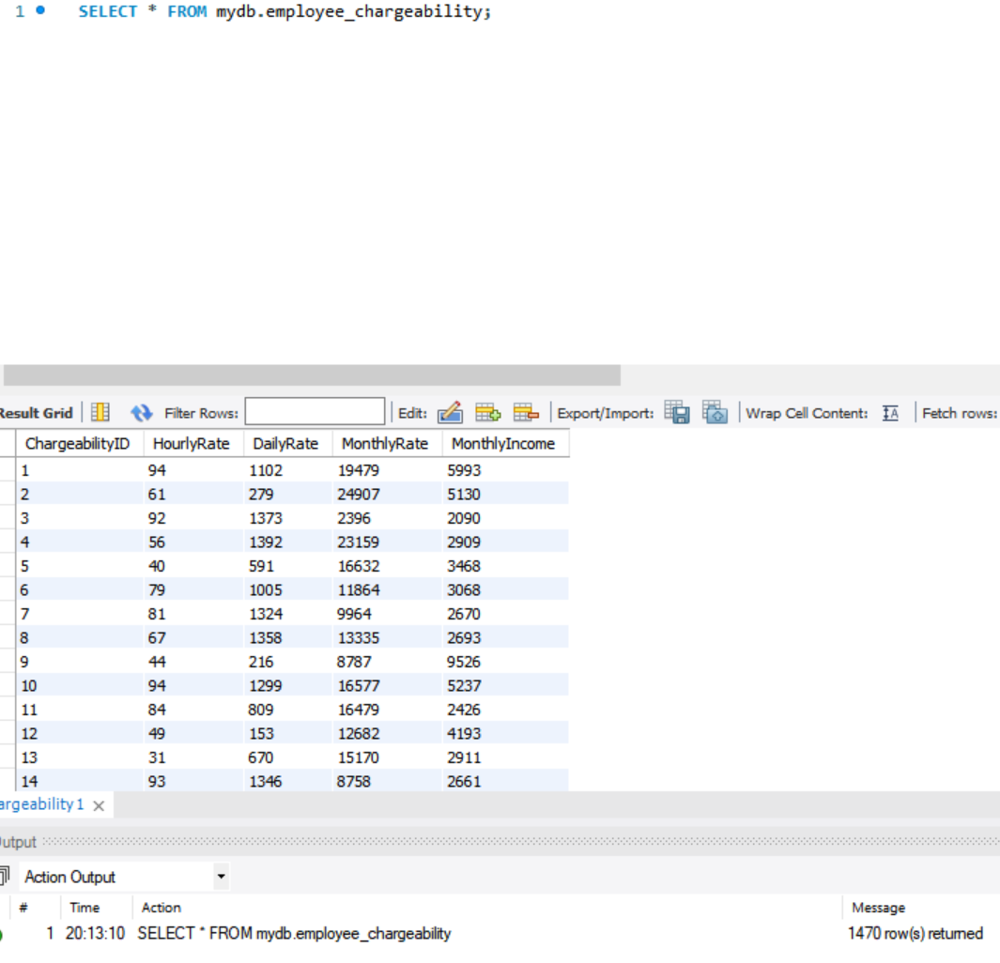 1 SELECT * FROM mydb.employee_chargeability;
Result Grid Filter Rows: Edit: Export/Import: Wrap Cell Content: Fetch rows:
ChargeabilityID HourlyRate DailyRate MonthlyRate MonthlyIncome
1 94 1102 19479 5993
2 61 279 24907 5130
3 92 1373 2396 2090
4 56 1392 23159 2909
5 40 591 16632 3468
6 79 1005 11864 3068
7 81 1324 9964 2670
8 67 1358 13335 2693
9 44 216 8787 9526
10 94 1299 16577 5237
11 84 809 16479 2426
12 49 153 12682 4193
13 31 670 15170 2911
14 93 1346 8758 2661
argeability 1
Output
Action Output
# Time Action Message
1 20:13:10 SELECT * FROM mydb.employee_chargeability 1470 row(s) returned